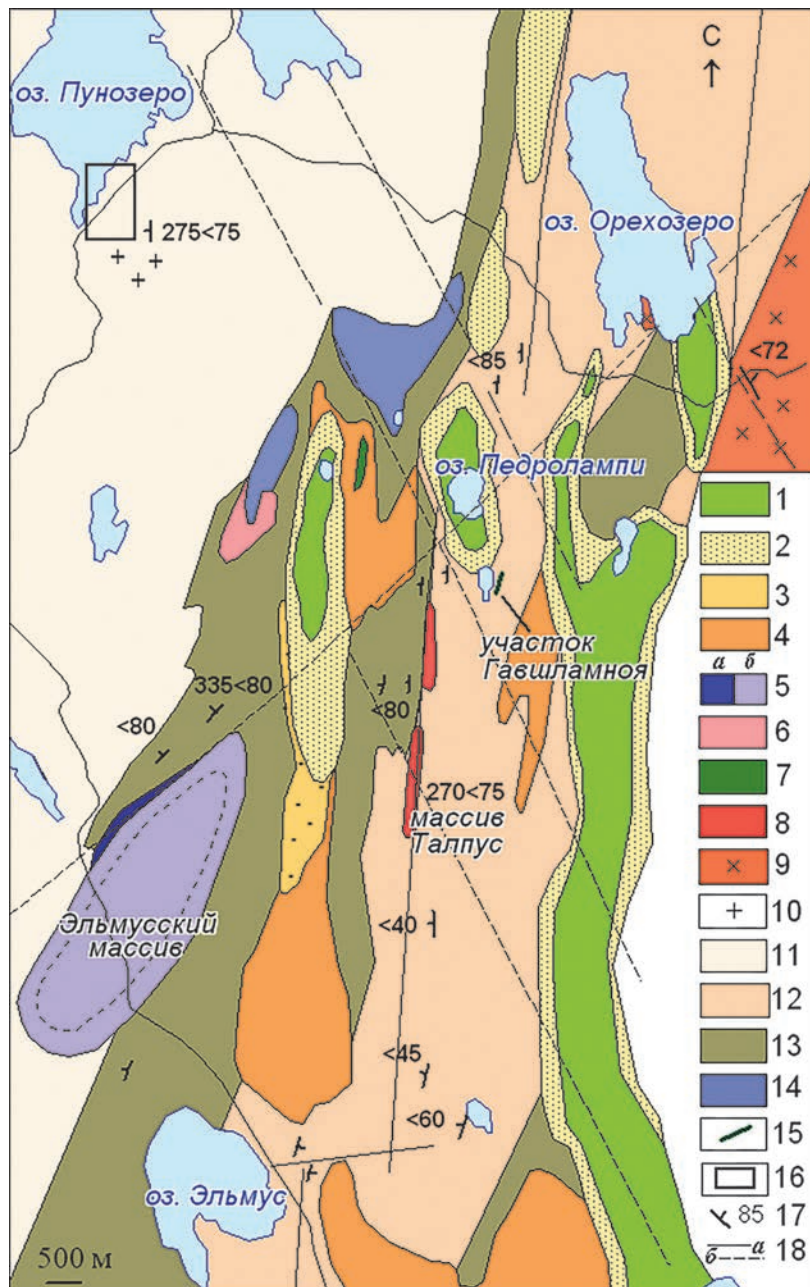 С
оз. Пунозеро
оз. Орехозеро
275<75
<85
<72
оз. Педролампи
участок
Гавшламноя
335<80
<80
<80
270<75
массив
Талпус
Эльмусский
массив
<40
<45
<60
оз. Эльмус
500 м
1
2
3
4
а б
5
6
7
8
9
10
11
12
13
14
15
16
85 17
б а 18